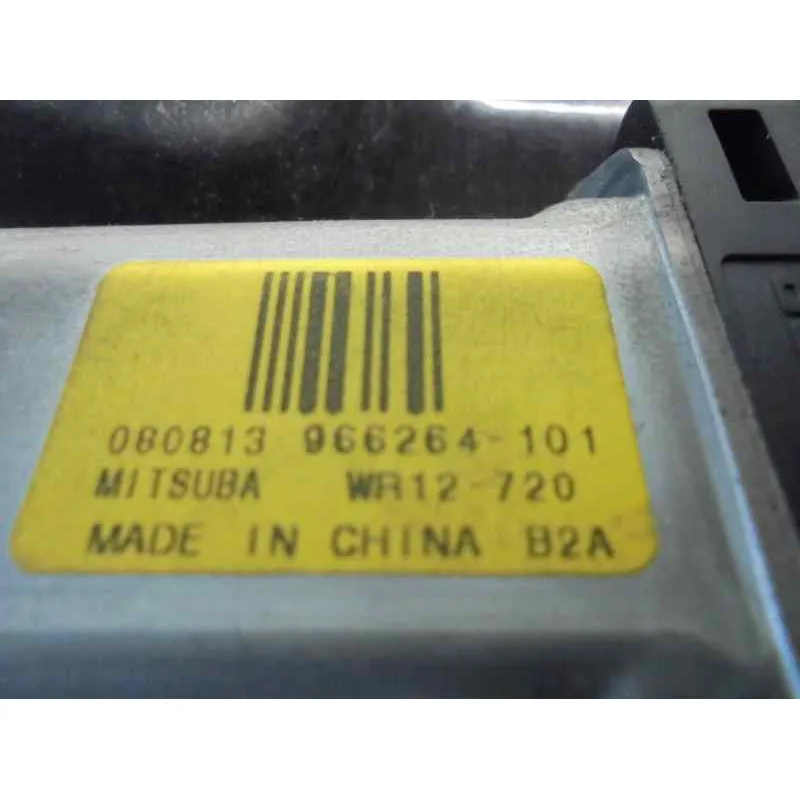 080813 966264-101
MITSUBA WR12-720
MADE IN CHINA B2A